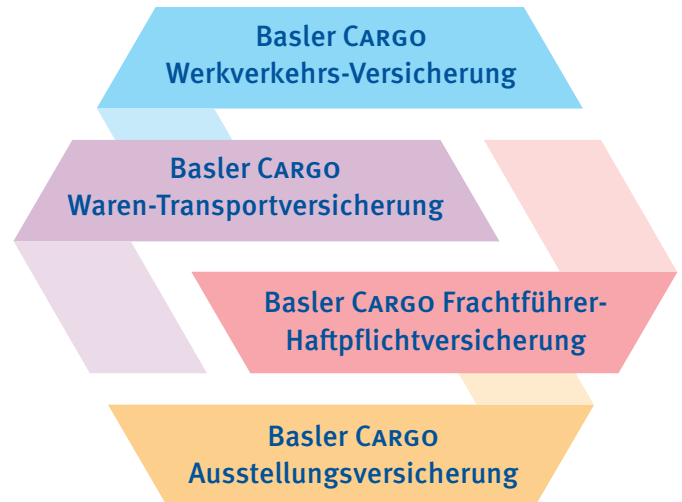 Basler CARGO
Werkverkehrs-Versicherung
Basler CARGO
Waren-Transportversicherung
Basler CARGO Frachtführer-
Haftpflichtversicherung
Basler CARGO
Ausstellungsversicherung